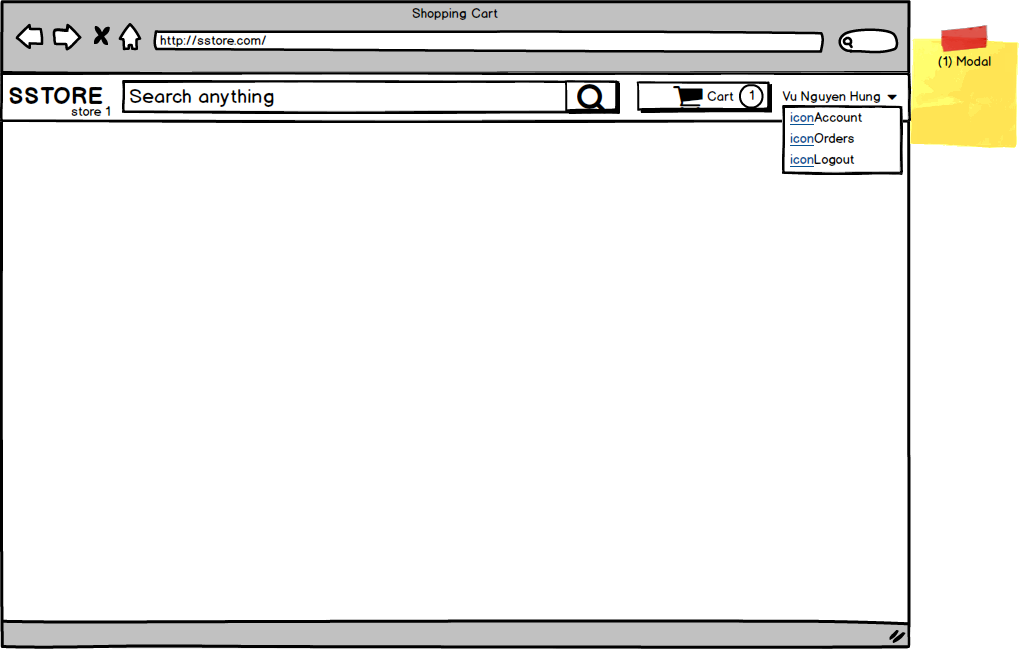 Shopping Cart
http://sstore.com/
(1) Modal
SSTORE
store 1
Search anything
Cart 1
Vu Nguyen Hung
iconAccount
iconOrders
iconLogout